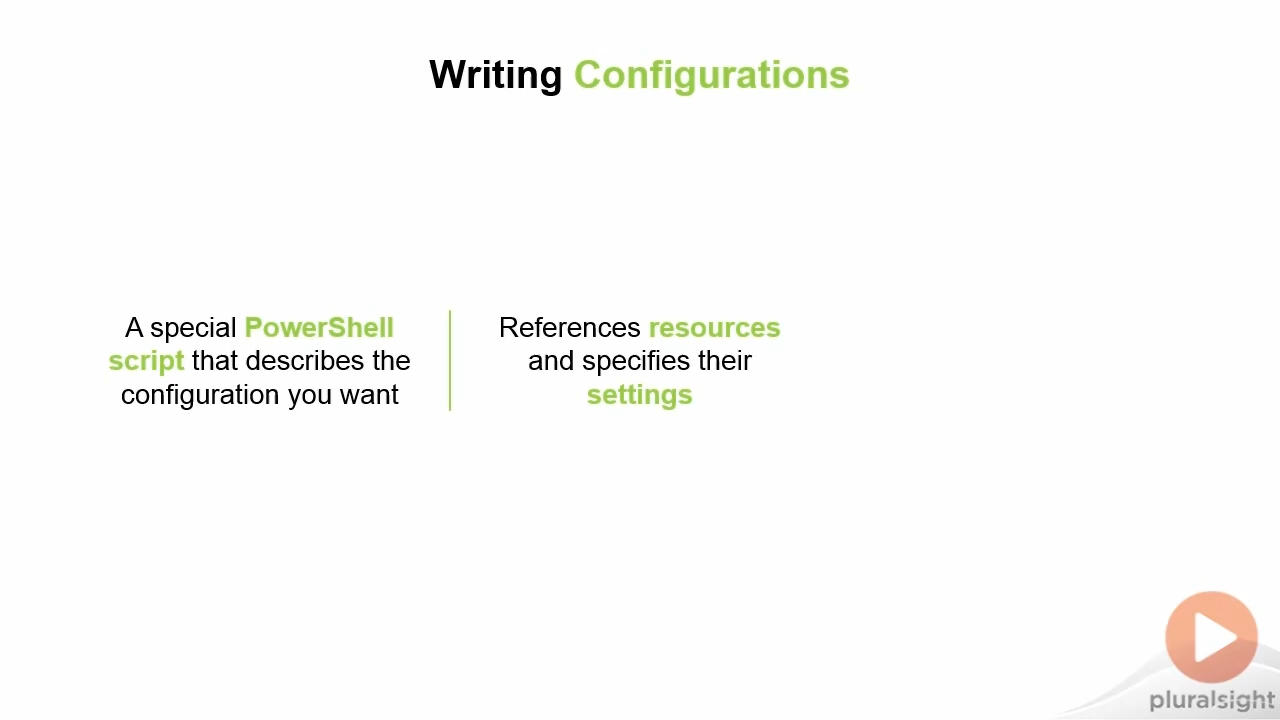 Writing Configurations
A special PowerShell
script that describes the
configuration you want
References resources
and specifies their
settings
pluralsight